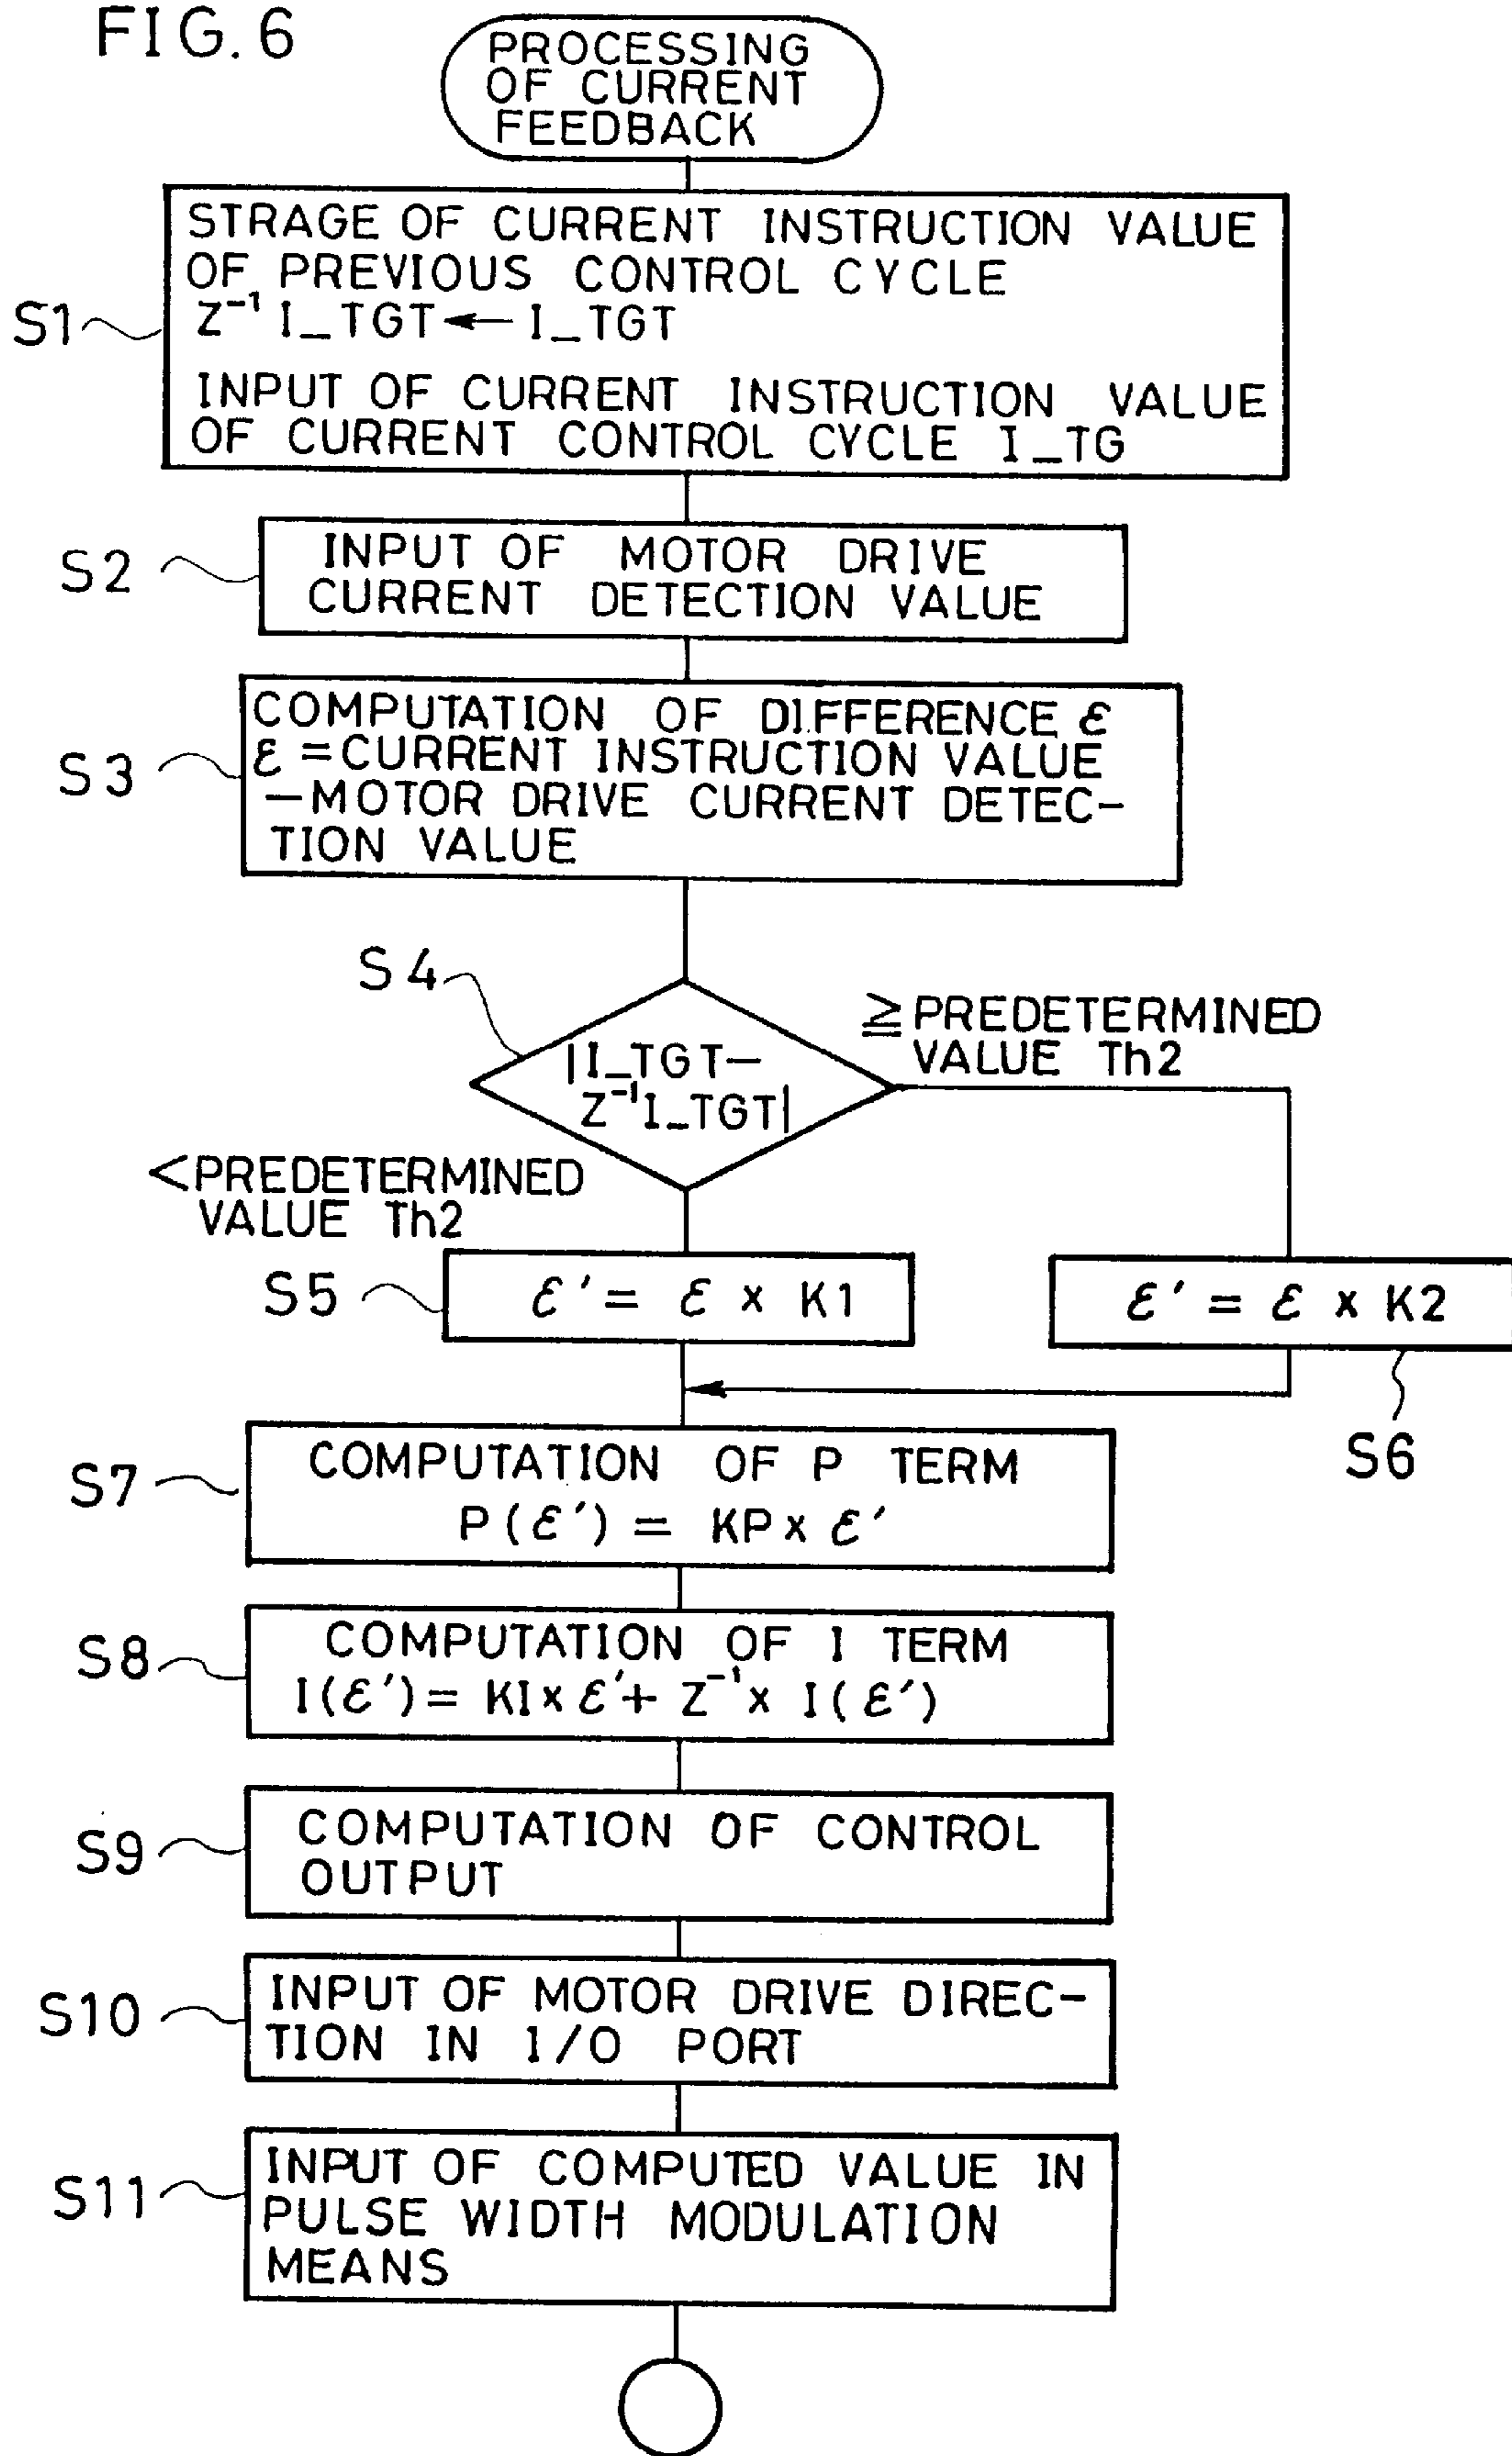 FIG. 6
PROCESSING
OF CURRENT
FEEDBACK
S1
STRAGE OF CURRENT INSTRUCTION VALUE
OF PREVIOUS CONTROL CYCLE
Z⁻¹ I_TGT ← I_TGT
INPUT OF CURRENT INSTRUCTION VALUE
OF CURRENT CONTROL CYCLE I_TG
S2
INPUT OF MOTOR DRIVE
CURRENT DETECTION VALUE
S3
COMPUTATION OF DIFFERENCE ε
ε = CURRENT INSTRUCTION VALUE
— MOTOR DRIVE CURRENT DETEC-
TION VALUE
S4
|I_TGT—
Z⁻¹I_TGT|
≧ PREDETERMINED
VALUE Th2
< PREDETERMINED
VALUE Th2
S5
ε' = ε x K1
ε' = ε x K2
S6
S7
COMPUTATION OF P TERM
P(ε') = KP x ε'
S8
COMPUTATION OF I TERM
I(ε') = KI x ε' + Z⁻¹ x I(ε')
S9
COMPUTATION OF CONTROL
OUTPUT
S10
INPUT OF MOTOR DRIVE DIREC-
TION IN I/O PORT
S11
INPUT OF COMPUTED VALUE IN
PULSE WIDTH MODULATION
MEANS